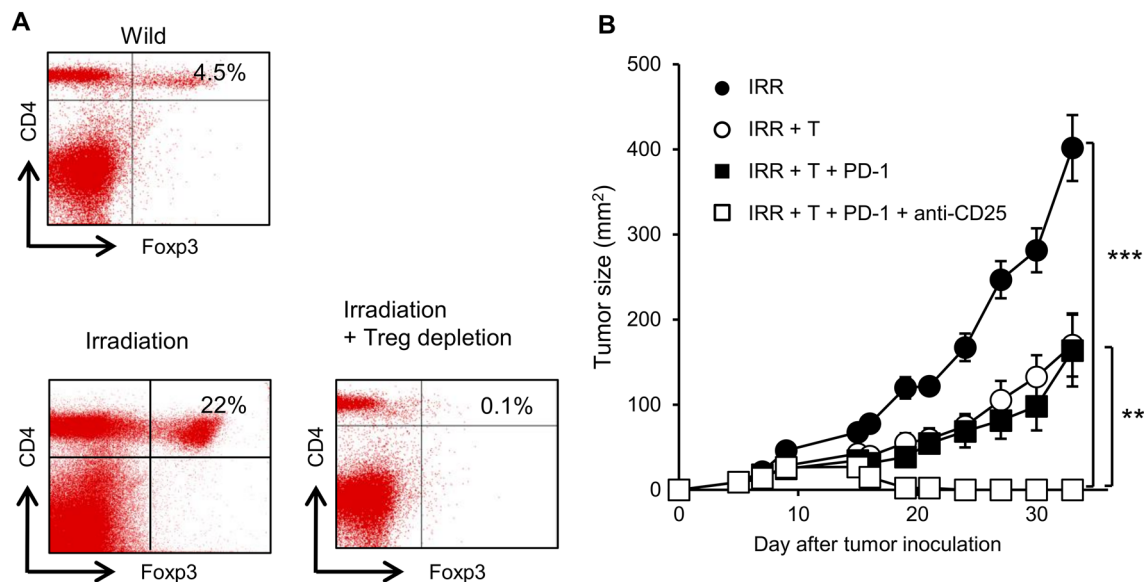 A
Wild
4.5%
CD4
Foxp3
Irradiation
22%
CD4
Foxp3
Irradiation
+ Treg depletion
0.1%
CD4
Foxp3
B
IRR
IRR + T
IRR + T + PD-1
IRR + T + PD-1 + anti-CD25
Tumor size (mm²)
500
400
300
200
100
0
0
10
20
30
Day after tumor inoculation
***
**